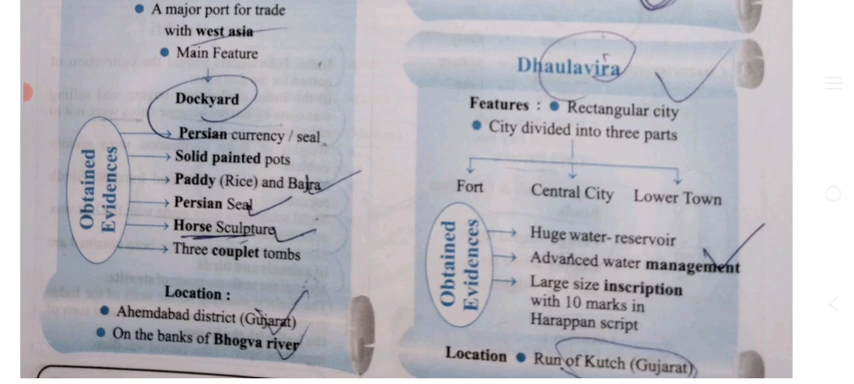 ● A major port for trade
with west asia
● Main Feature
Dockyard
Obtained
Evidences
Persian currency / seal
Solid painted pots
Paddy (Rice) and Bajra
Persian Seal
Horse Sculpture
Three couplet tombs
Location :
● Ahemdabad district (Gujarat)
● On the banks of Bhogva river
Dhaulavira
Features : ● Rectangular city
● City divided into three parts
Fort Central City Lower Town
Obtained
Evidences
Huge water- reservoir
Advanced water management
Large size inscription
with 10 marks in
Harappan script
Location ● Run of Kutch (Gujarat)